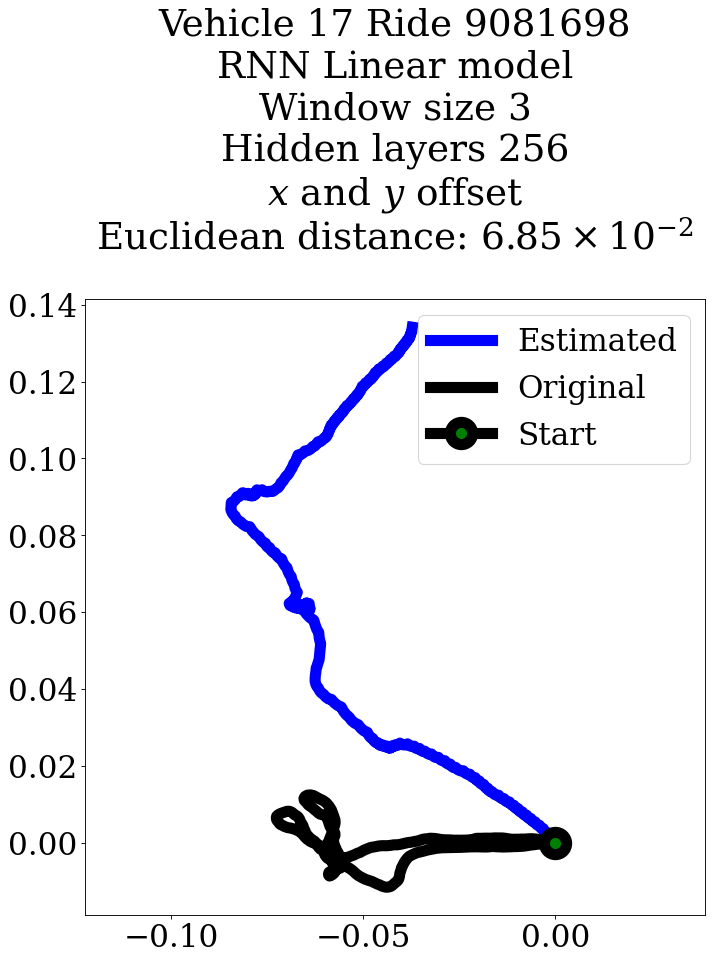 Vehicle 17 Ride 9081698
RNN Linear model
Window size 3
Hidden layers 256
x and y offset
Euclidean distance: 6.85 × 10⁻²
0.14
0.12
0.10
0.08
0.06
0.04
0.02
0.00
Estimated
Original
Start
−0.10
−0.05
0.00